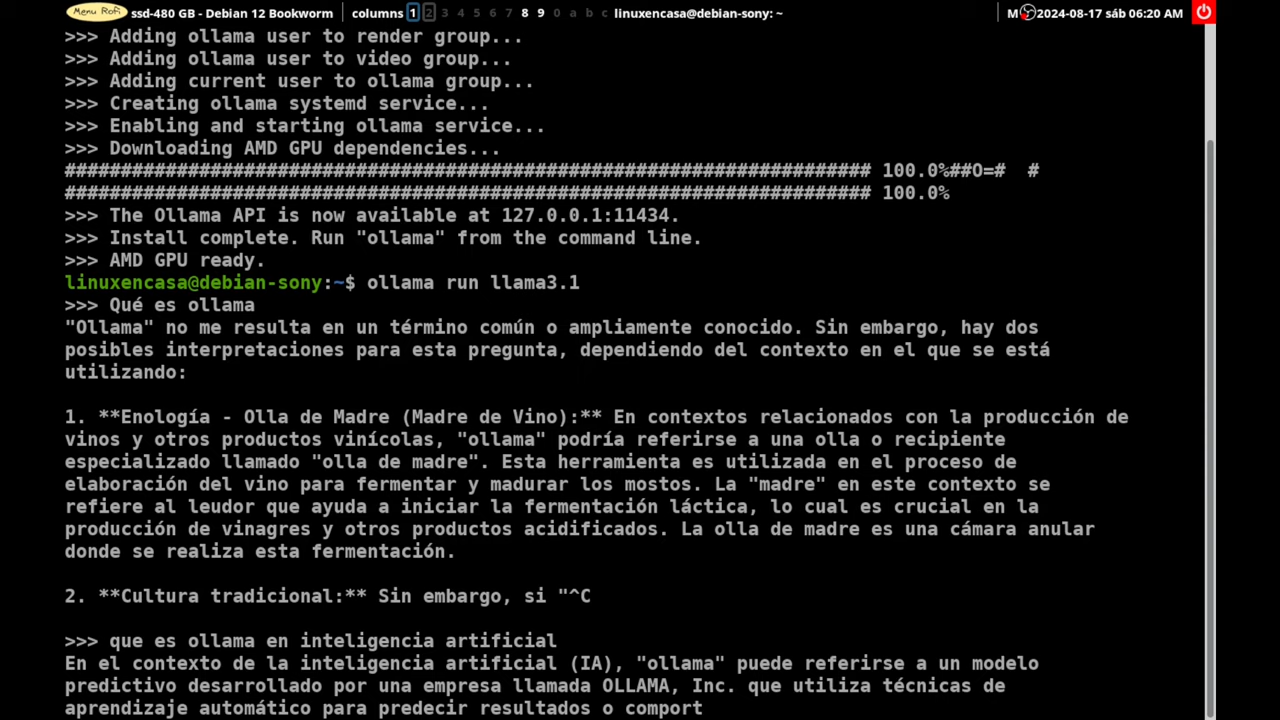 Menu Rofi ssd-480 GB - Debian 12 Bookworm columns 1 2 3 4 5 6 7 8 9 0 a b c linuxencasa@debian-sony: ~ M 2024-08-17 sáb 06:20 AM
>>> Adding ollama user to render group...
>>> Adding ollama user to video group...
>>> Adding current user to ollama group...
>>> Creating ollama systemd service...
>>> Enabling and starting ollama service...
>>> Downloading AMD GPU dependencies...
######################################################################## 100.0%##O=#  #
######################################################################## 100.0%
>>> The Ollama API is now available at 127.0.0.1:11434.
>>> Install complete. Run "ollama" from the command line.
>>> AMD GPU ready.
linuxencasa@debian-sony:~$ ollama run llama3.1
>>> Qué es ollama
"Ollama" no me resulta en un término común o ampliamente conocido. Sin embargo, hay dos
posibles interpretaciones para esta pregunta, dependiendo del contexto en el que se está
utilizando:
1. **Enología - Olla de Madre (Madre de Vino):** En contextos relacionados con la producción de
vinos y otros productos vinícolas, "ollama" podría referirse a una olla o recipiente
especializado llamado "olla de madre". Esta herramienta es utilizada en el proceso de
elaboración del vino para fermentar y madurar los mostos. La "madre" en este contexto se
refiere al leudor que ayuda a iniciar la fermentación láctica, lo cual es crucial en la
producción de vinagres y otros productos acidificados. La olla de madre es una cámara anular
donde se realiza esta fermentación.
2. **Cultura tradicional:** Sin embargo, si "^C
>>> que es ollama en inteligencia artificial
En el contexto de la inteligencia artificial (IA), "ollama" puede referirse a un modelo
predictivo desarrollado por una empresa llamada OLLAMA, Inc. que utiliza técnicas de
aprendizaje automático para predecir resultados o comport